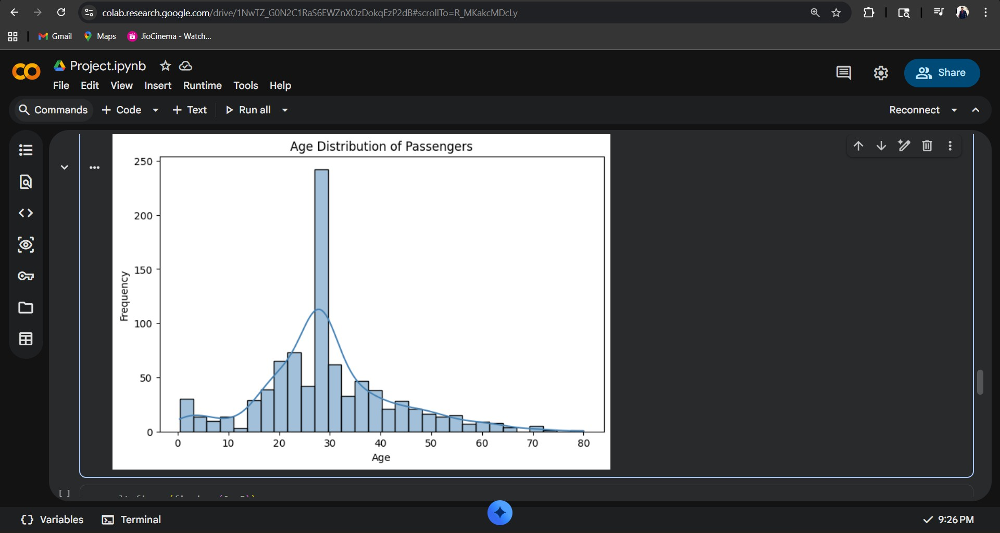 colab.research.google.com/drive/1NwTZ_G0N2C1RaS6EWZnXOzDokqEzP2dB#scrollTo=R_MKakcMDcLy
Gmail Maps JioCinema - Watch...
Project.ipynb
File Edit View Insert Runtime Tools Help
Share
Commands + Code + Text Run all Reconnect
Age Distribution of Passengers
250
200
150
100
50
0
Frequency
0 10 20 30 40 50 60 70 80
Age
[ ]
{} Variables Terminal 9:26 PM